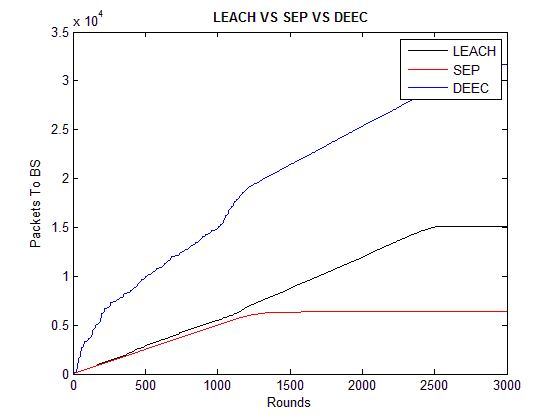 LEACH VS SEP VS DEEC
x 10^4
3.5
3
2.5
2
1.5
1
0.5
0
Packets To BS
LEACH
SEP
DEEC
0 500 1000 1500 2000 2500 3000
Rounds